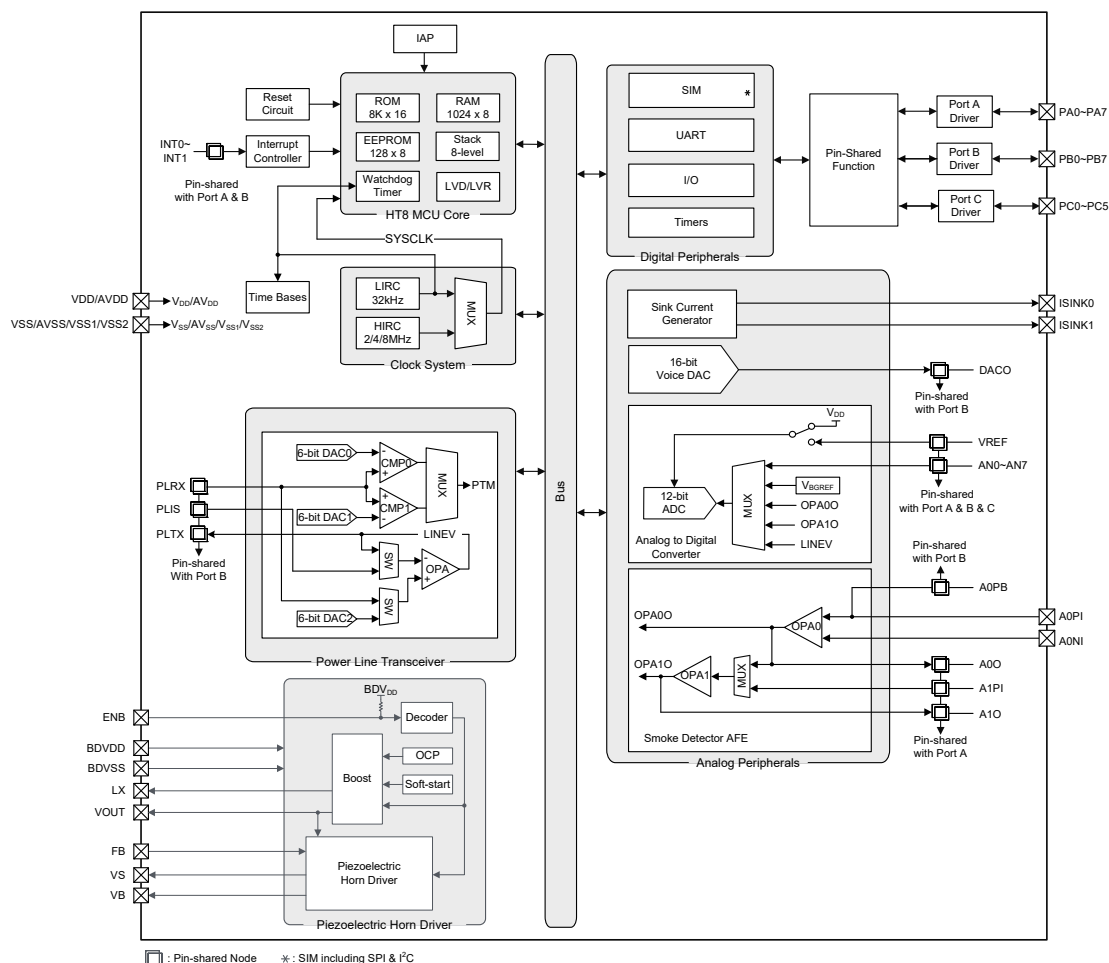 IAP
Reset
Circuit
ROM
8K x 16
RAM
1024 x 8
INT0~
INT1
Interrupt
Controller
EEPROM
128 x 8
Stack
8-level
Pin-shared
with Port A & B
Watchdog
Timer
LVD/LVR
HT8 MCU Core
SYSCLK
Time Bases
LIRC
32kHz
HIRC
2/4/8MHz
MUX
Clock System
VDD/AVDD
VDD/AVDD
VSS/AVSS/VSS1/VSS2
VSS/AVSS/VSS1/VSS2
Bus
SIM
*
UART
I/O
Timers
Digital Peripherals
Pin-Shared
Function
Port A
Driver
PA0~PA7
Port B
Driver
PB0~PB7
Port C
Driver
PC0~PC5
Sink Current
Generator
ISINK0
ISINK1
16-bit
Voice DAC
DACO
Pin-shared
with Port B
VDD
VREF
AN0~AN7
Pin-shared
with Port A & B & C
12-bit
ADC
MUX
VBGREF
OPA0O
OPA1O
LINEV
Analog to Digital
Converter
Pin-shared
with Port B
A0PB
A0PI
A0NI
OPA0O
OPA0
OPA1O
OPA1
MUX
A0O
A1PI
A1O
Pin-shared
with Port A
Smoke Detector AFE
Analog Peripherals
6-bit DAC0
-
CMP0
+
+
CMP1
-
6-bit DAC1
MUX
PTM
PLRX
PLIS
PLTX
Pin-shared
With Port B
LINEV
SW
-
OPA
+
SW
6-bit DAC2
Power Line Transceiver
BDVDD
ENB
Decoder
BDVDD
BDVSS
LX
VOUT
Boost
OCP
Soft-start
FB
VS
VB
Piezoelectric
Horn Driver
Piezoelectric Horn Driver
: Pin-shared Node * : SIM including SPI & I²C